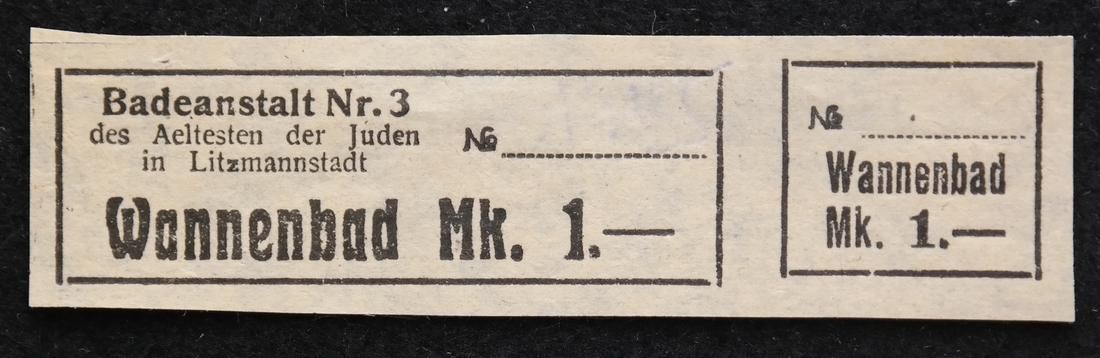 Badeanstalt Nr. 3
des Aeltesten der Juden
in Litzmannstadt
№
Wannenbad Mk. 1.—
№
Wannenbad
Mk. 1.—